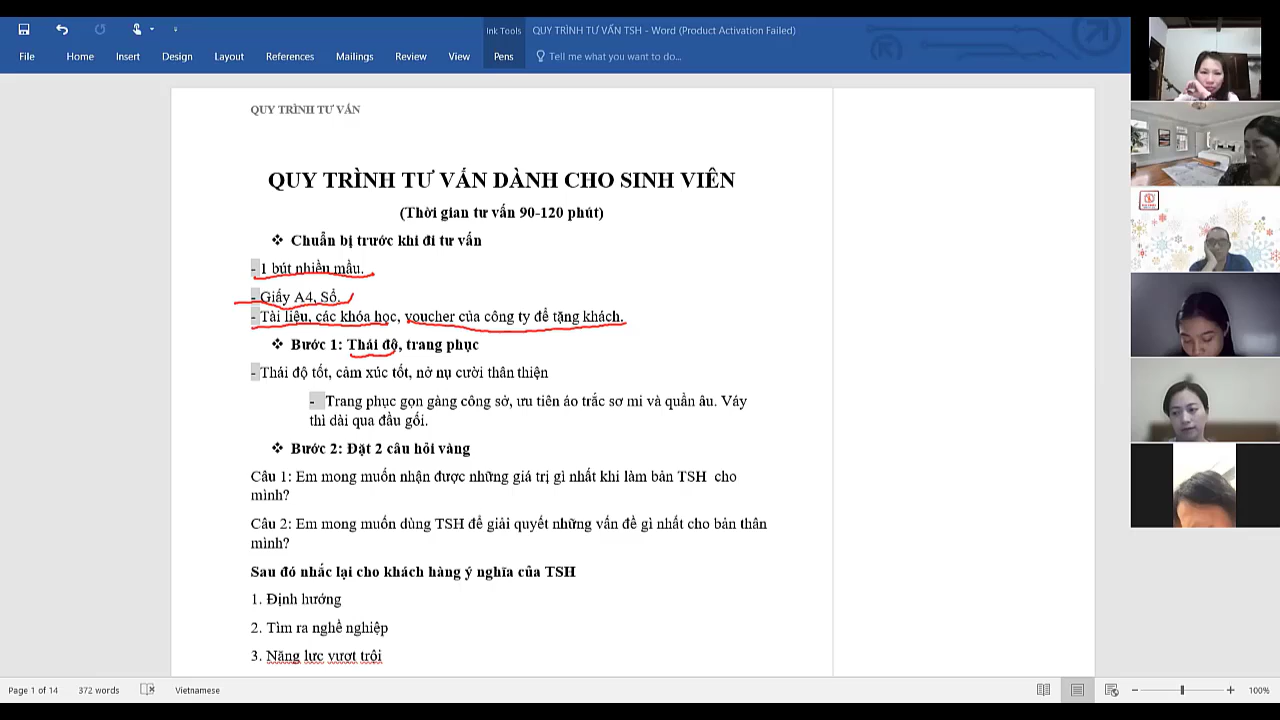 Ink Tools
QUY TRÌNH TƯ VẤN TSH - Word (Product Activation Failed)
File Home Insert Design Layout References Mailings Review View Pens Tell me what you want to do...
QUY TRÌNH TƯ VẤN
QUY TRÌNH TƯ VẤN DÀNH CHO SINH VIÊN
(Thời gian tư vấn 90-120 phút)
❖ Chuẩn bị trước khi đi tư vấn
- 1 bút nhiều mầu.
- Giấy A4, Sổ.
- Tài liệu, các khóa học, voucher của công ty để tặng khách.
❖ Bước 1: Thái độ, trang phục
- Thái độ tốt, cảm xúc tốt, nở nụ cười thân thiện
- Trang phục gọn gàng công sở, ưu tiên áo trắc sơ mi và quần âu. Váy
thì dài qua đầu gối.
❖ Bước 2: Đặt 2 câu hỏi vàng
Câu 1: Em mong muốn nhận được những giá trị gì nhất khi làm bản TSH cho
mình?
Câu 2: Em mong muốn dùng TSH để giải quyết những vấn đề gì nhất cho bản thân
mình?
Sau đó nhắc lại cho khách hàng ý nghĩa của TSH
1. Định hướng
2. Tìm ra nghề nghiệp
3. Năng lực vượt trội
Page 1 of 14 372 words Vietnamese 100%